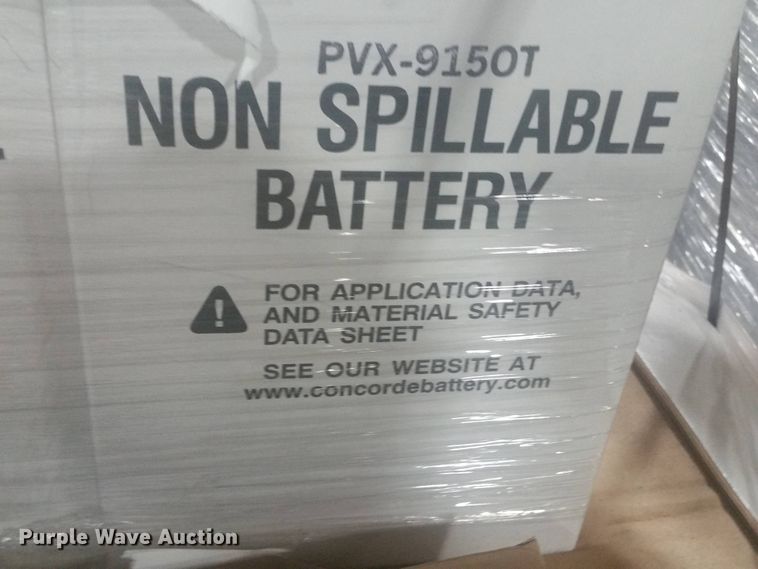 PVX-9150T
NON SPILLABLE
BATTERY
FOR APPLICATION DATA,
AND MATERIAL SAFETY
DATA SHEET
SEE OUR WEBSITE AT
www.concordebattery.com
Purple Wave Auction